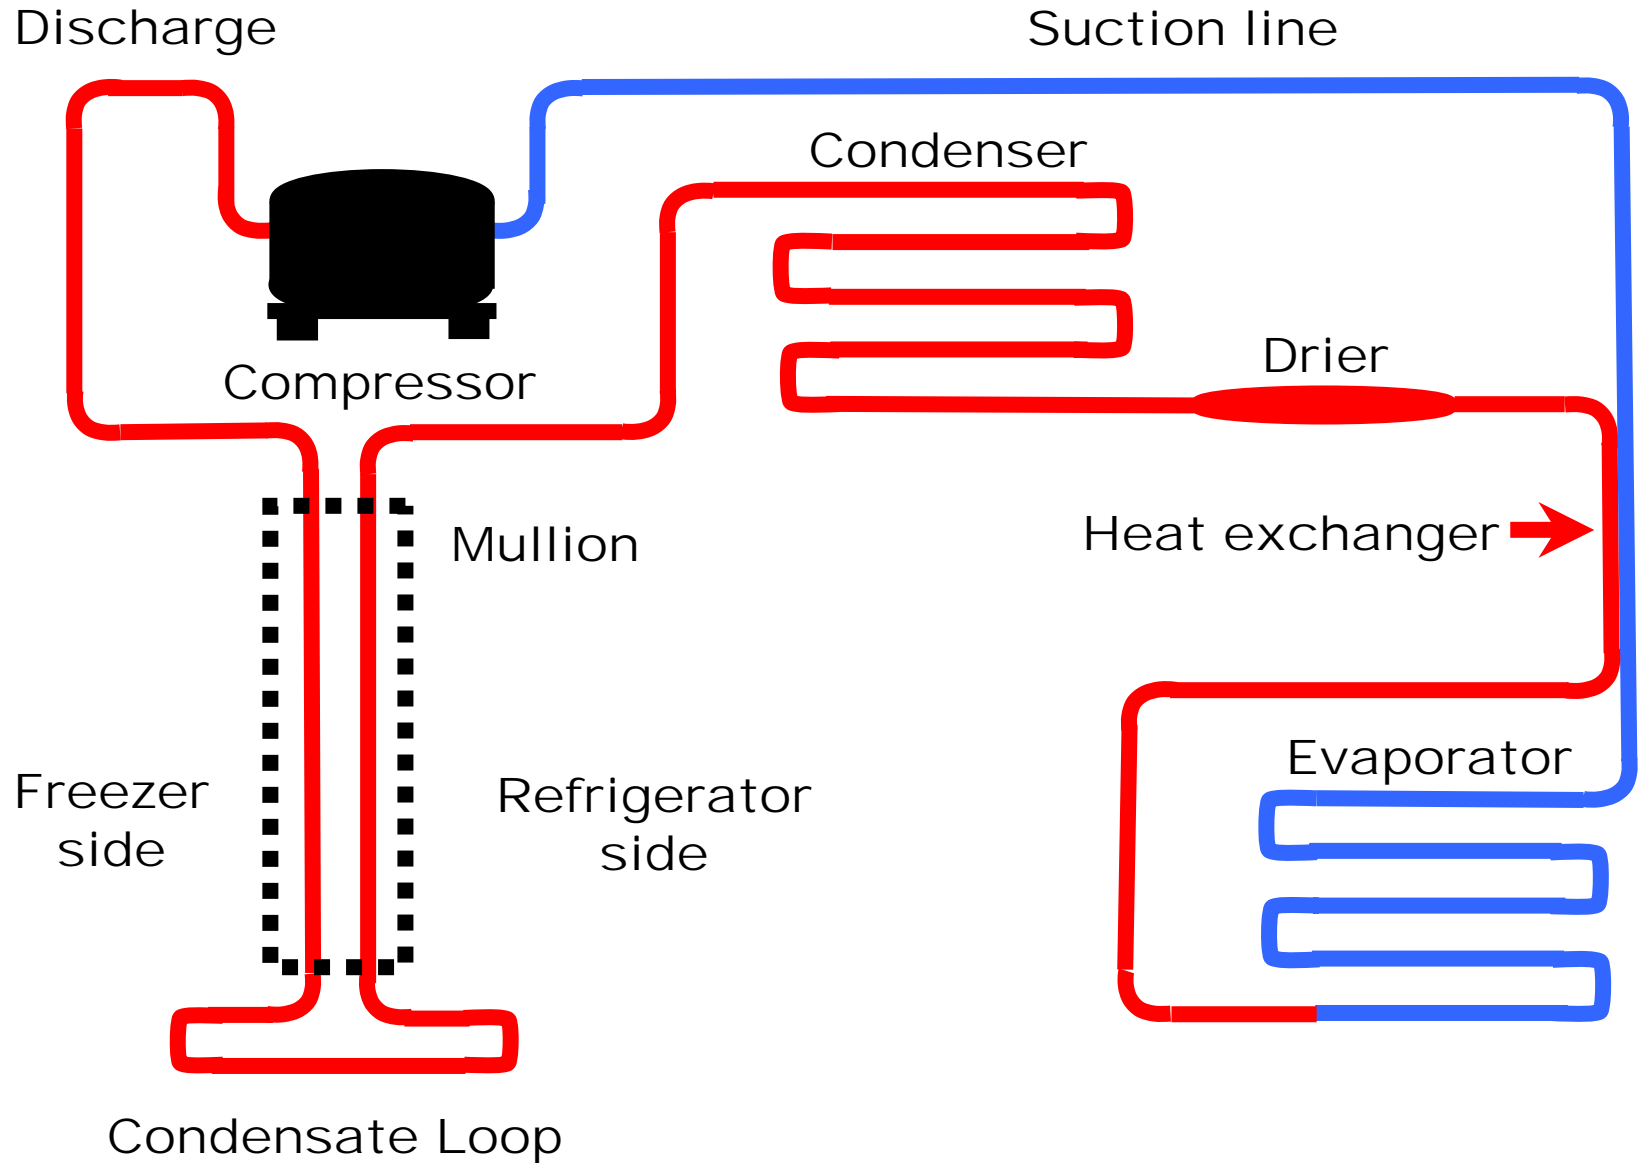 Discharge
Suction line
Condenser
Drier
Compressor
Heat exchanger
Mullion
Evaporator
Freezer
side
Refrigerator
side
Condensate Loop